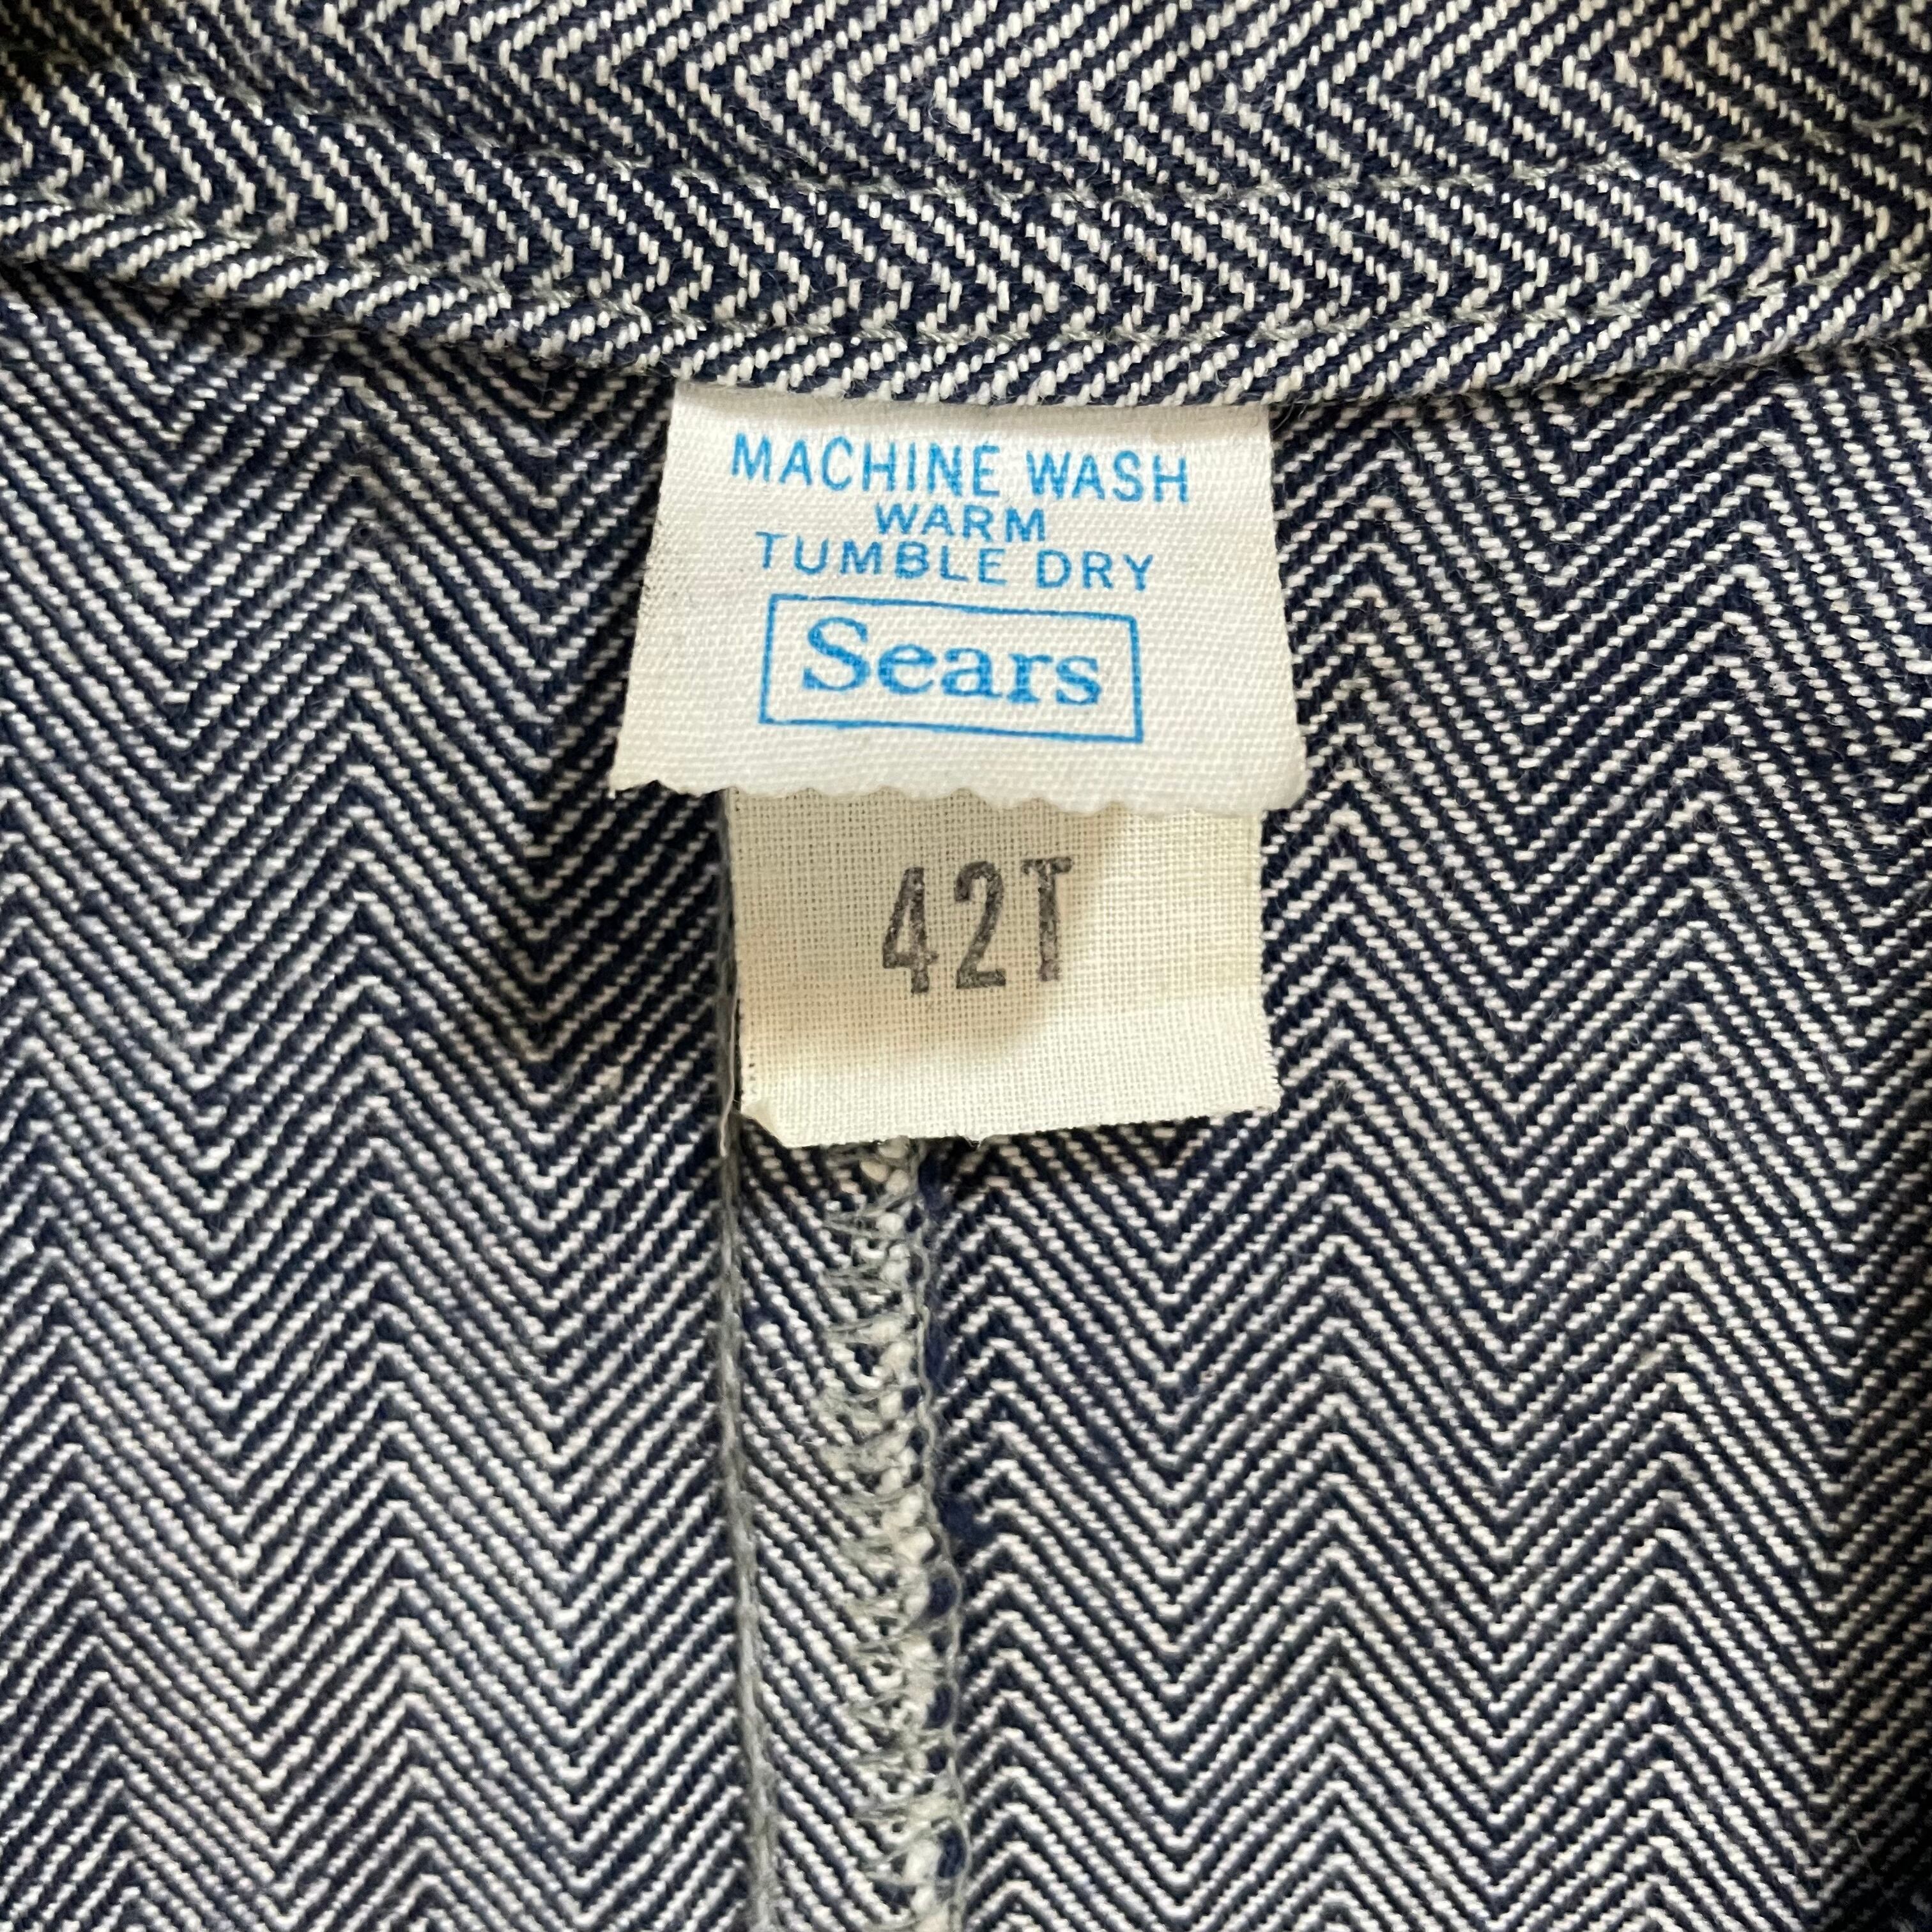 MACHINE WASH
WARM
TUMBLE DRY
Sears
42T